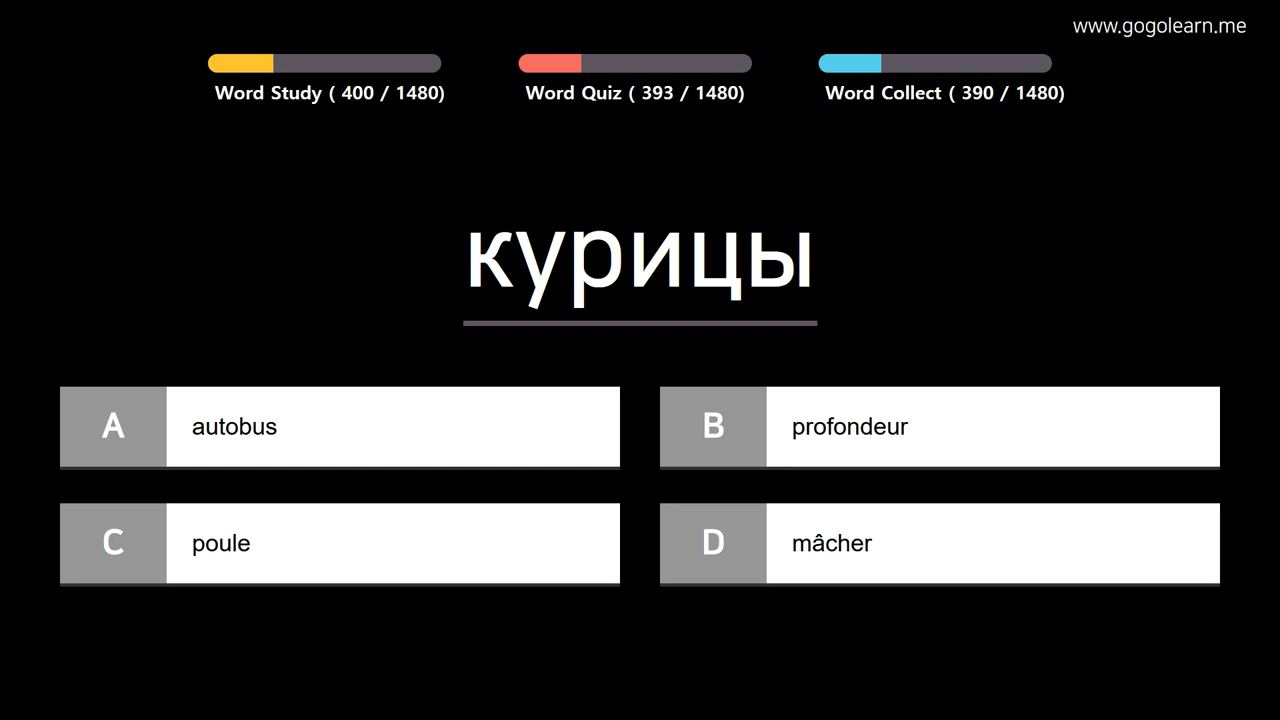 www.gogolearn.me
Word Study ( 400 / 1480)
Word Quiz ( 393 / 1480)
Word Collect ( 390 / 1480)
курицы
A autobus
B profondeur
C poule
D mâcher